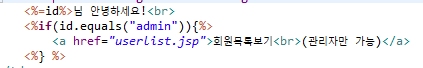 <%=id%>님 안녕하세요!<br>
<%if(id.equals("admin")){%>
<a href="userlist.jsp">회원목록보기<br>(관리자만 가능)</a>
<%} %>